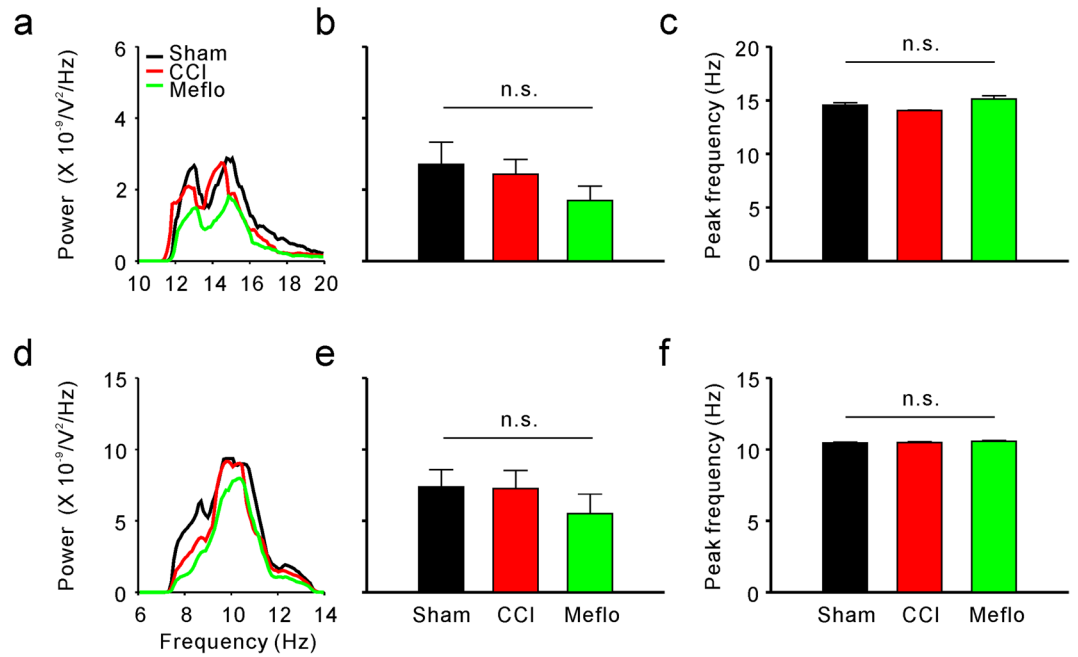 a
b
c
Power (X 10⁻⁹/V²/Hz)
6
4
2
0
10 12 14 16 18 20
Sham
CCI
Meflo
n.s.
Peak frequency (Hz)
20
15
10
5
0
n.s.
d
e
f
Power (X 10⁻⁹/V²/Hz)
15
10
5
0
6 8 10 12 14
Frequency (Hz)
n.s.
Sham CCI Meflo
Peak frequency (Hz)
15
10
5
0
n.s.
Sham CCI Meflo